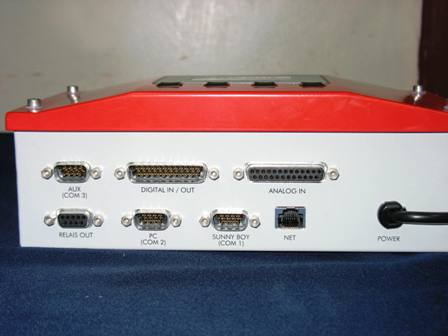 AUX
(COM 3)
DIGITAL IN / OUT
ANALOG IN
RELAIS OUT
PC
(COM 2)
SUNNY BOY
(COM 1)
NET
POWER